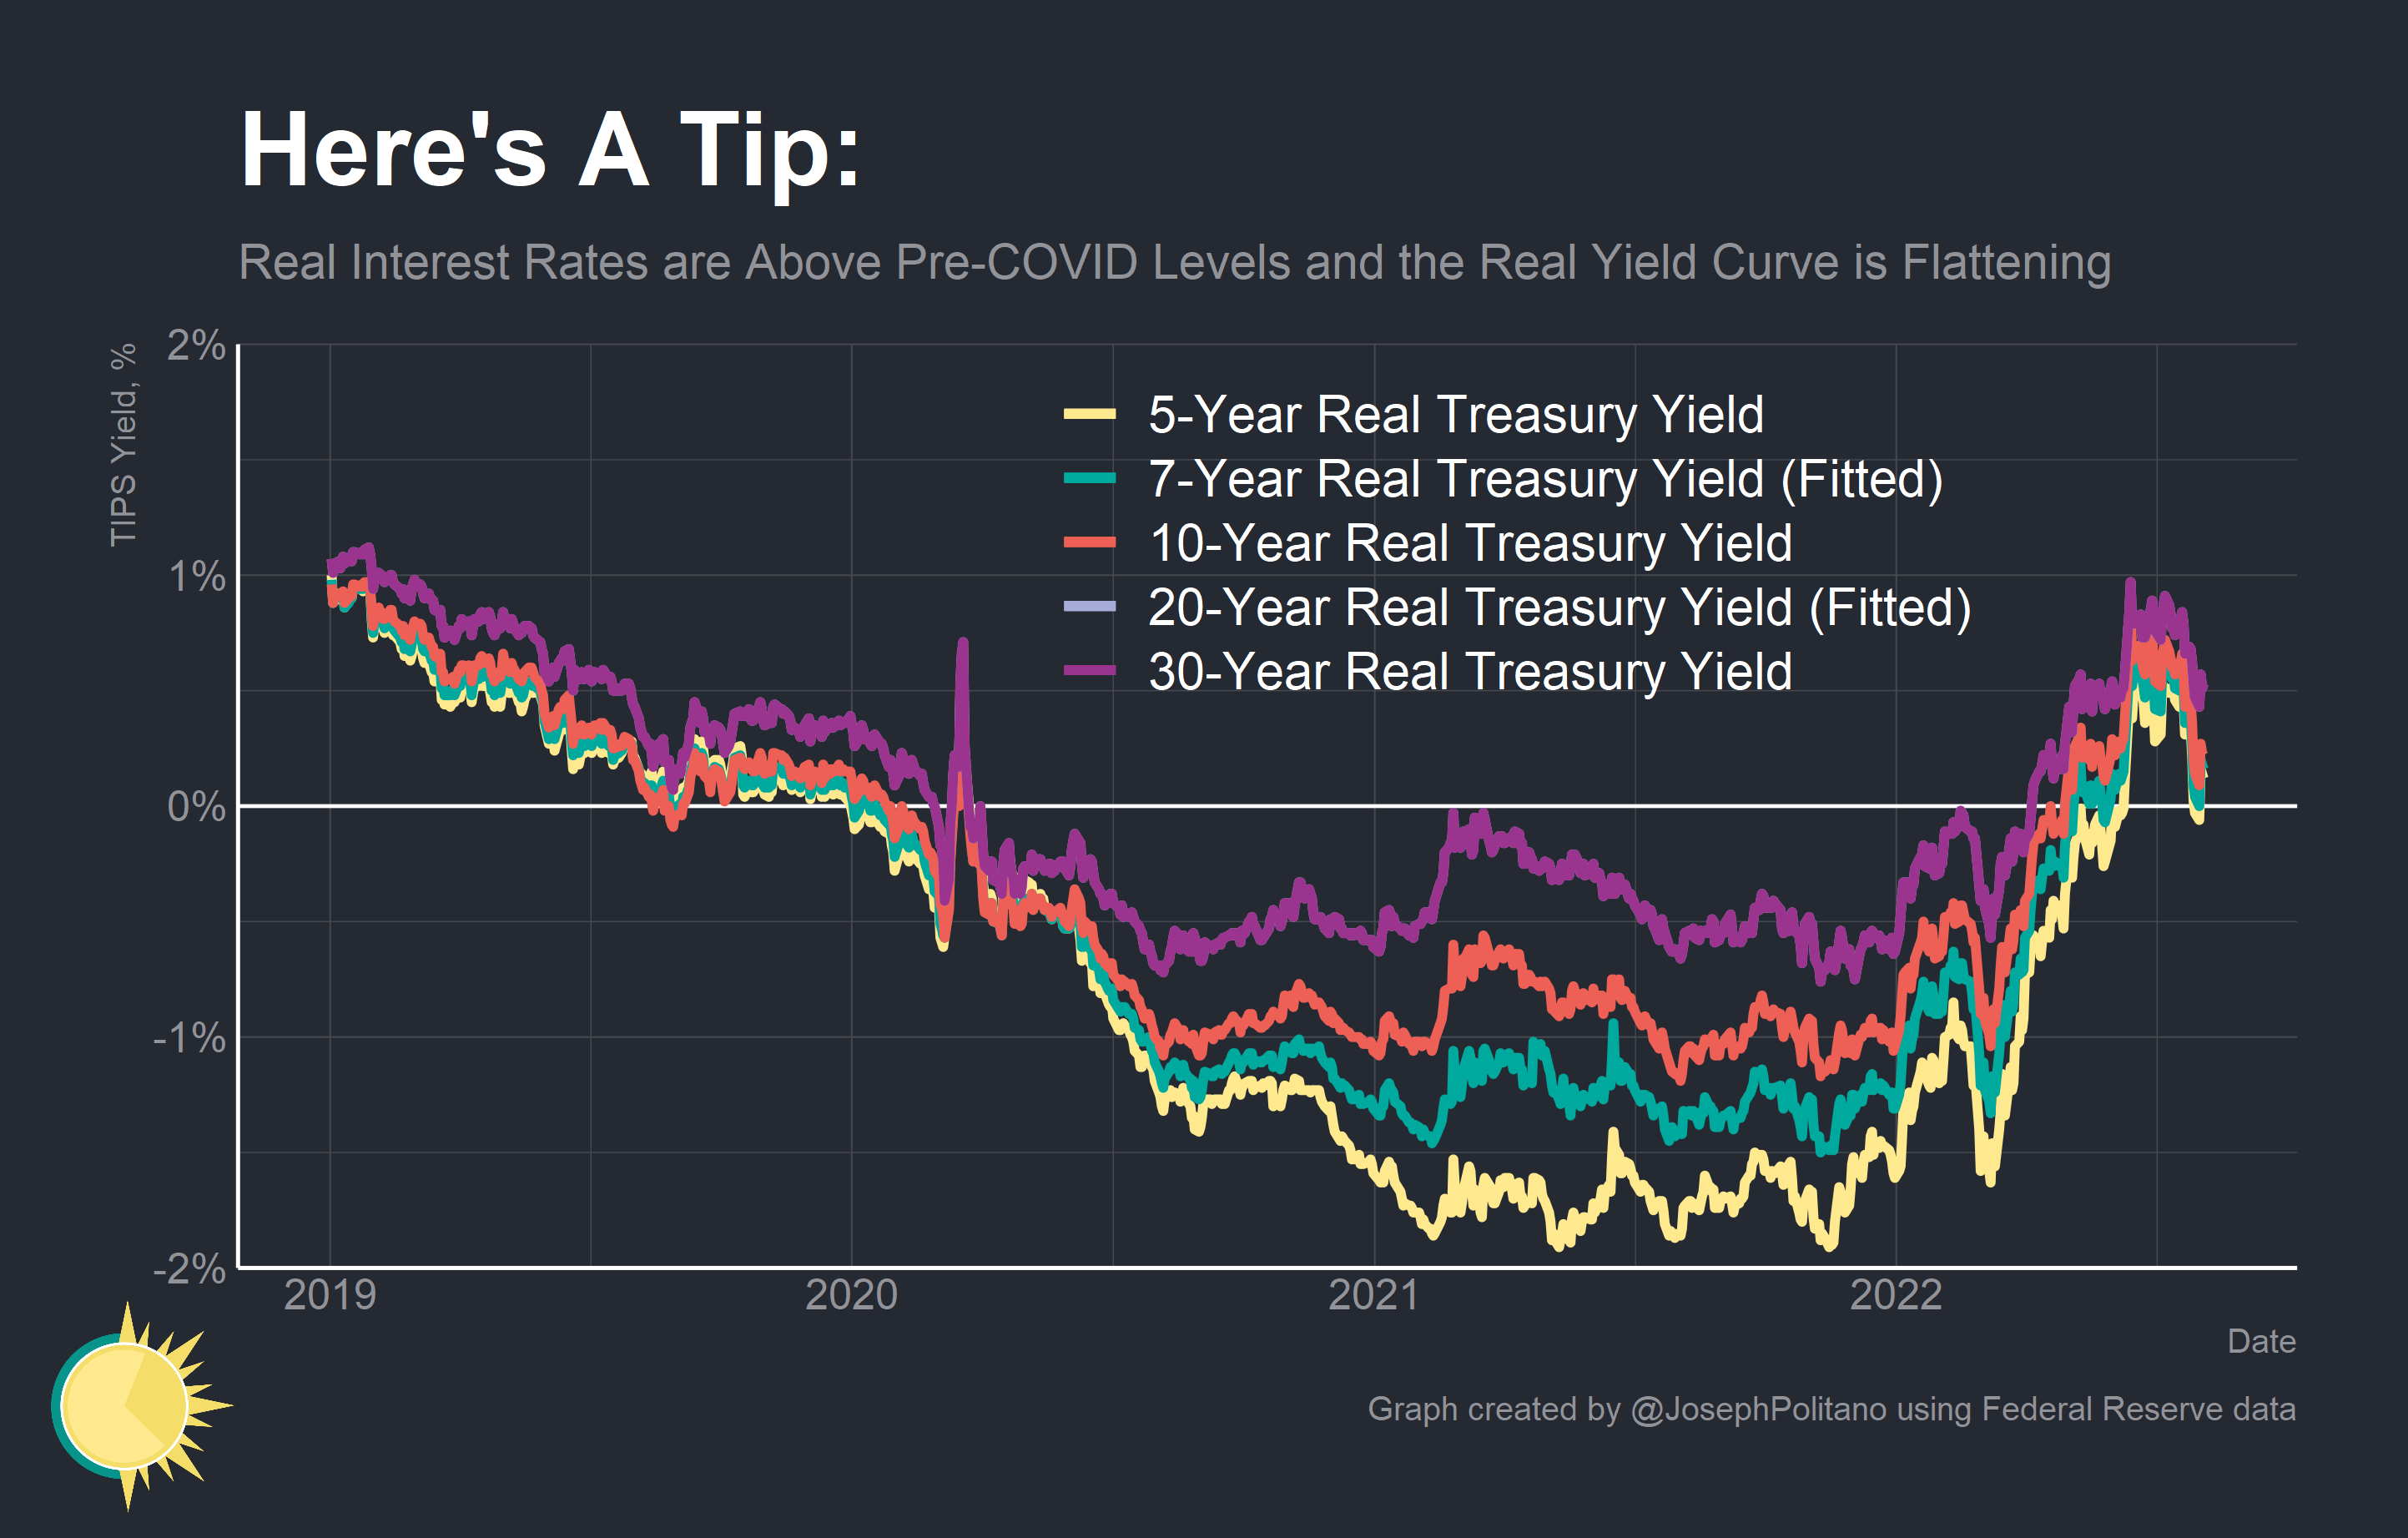 Here's A Tip:
Real Interest Rates are Above Pre-COVID Levels and the Real Yield Curve is Flattening
TIPS Yield, %
2%
1%
0%
-1%
-2%
5-Year Real Treasury Yield
7-Year Real Treasury Yield (Fitted)
10-Year Real Treasury Yield
20-Year Real Treasury Yield (Fitted)
30-Year Real Treasury Yield
2019 2020 2021 2022
Date
Graph created by @JosephPolitano using Federal Reserve data